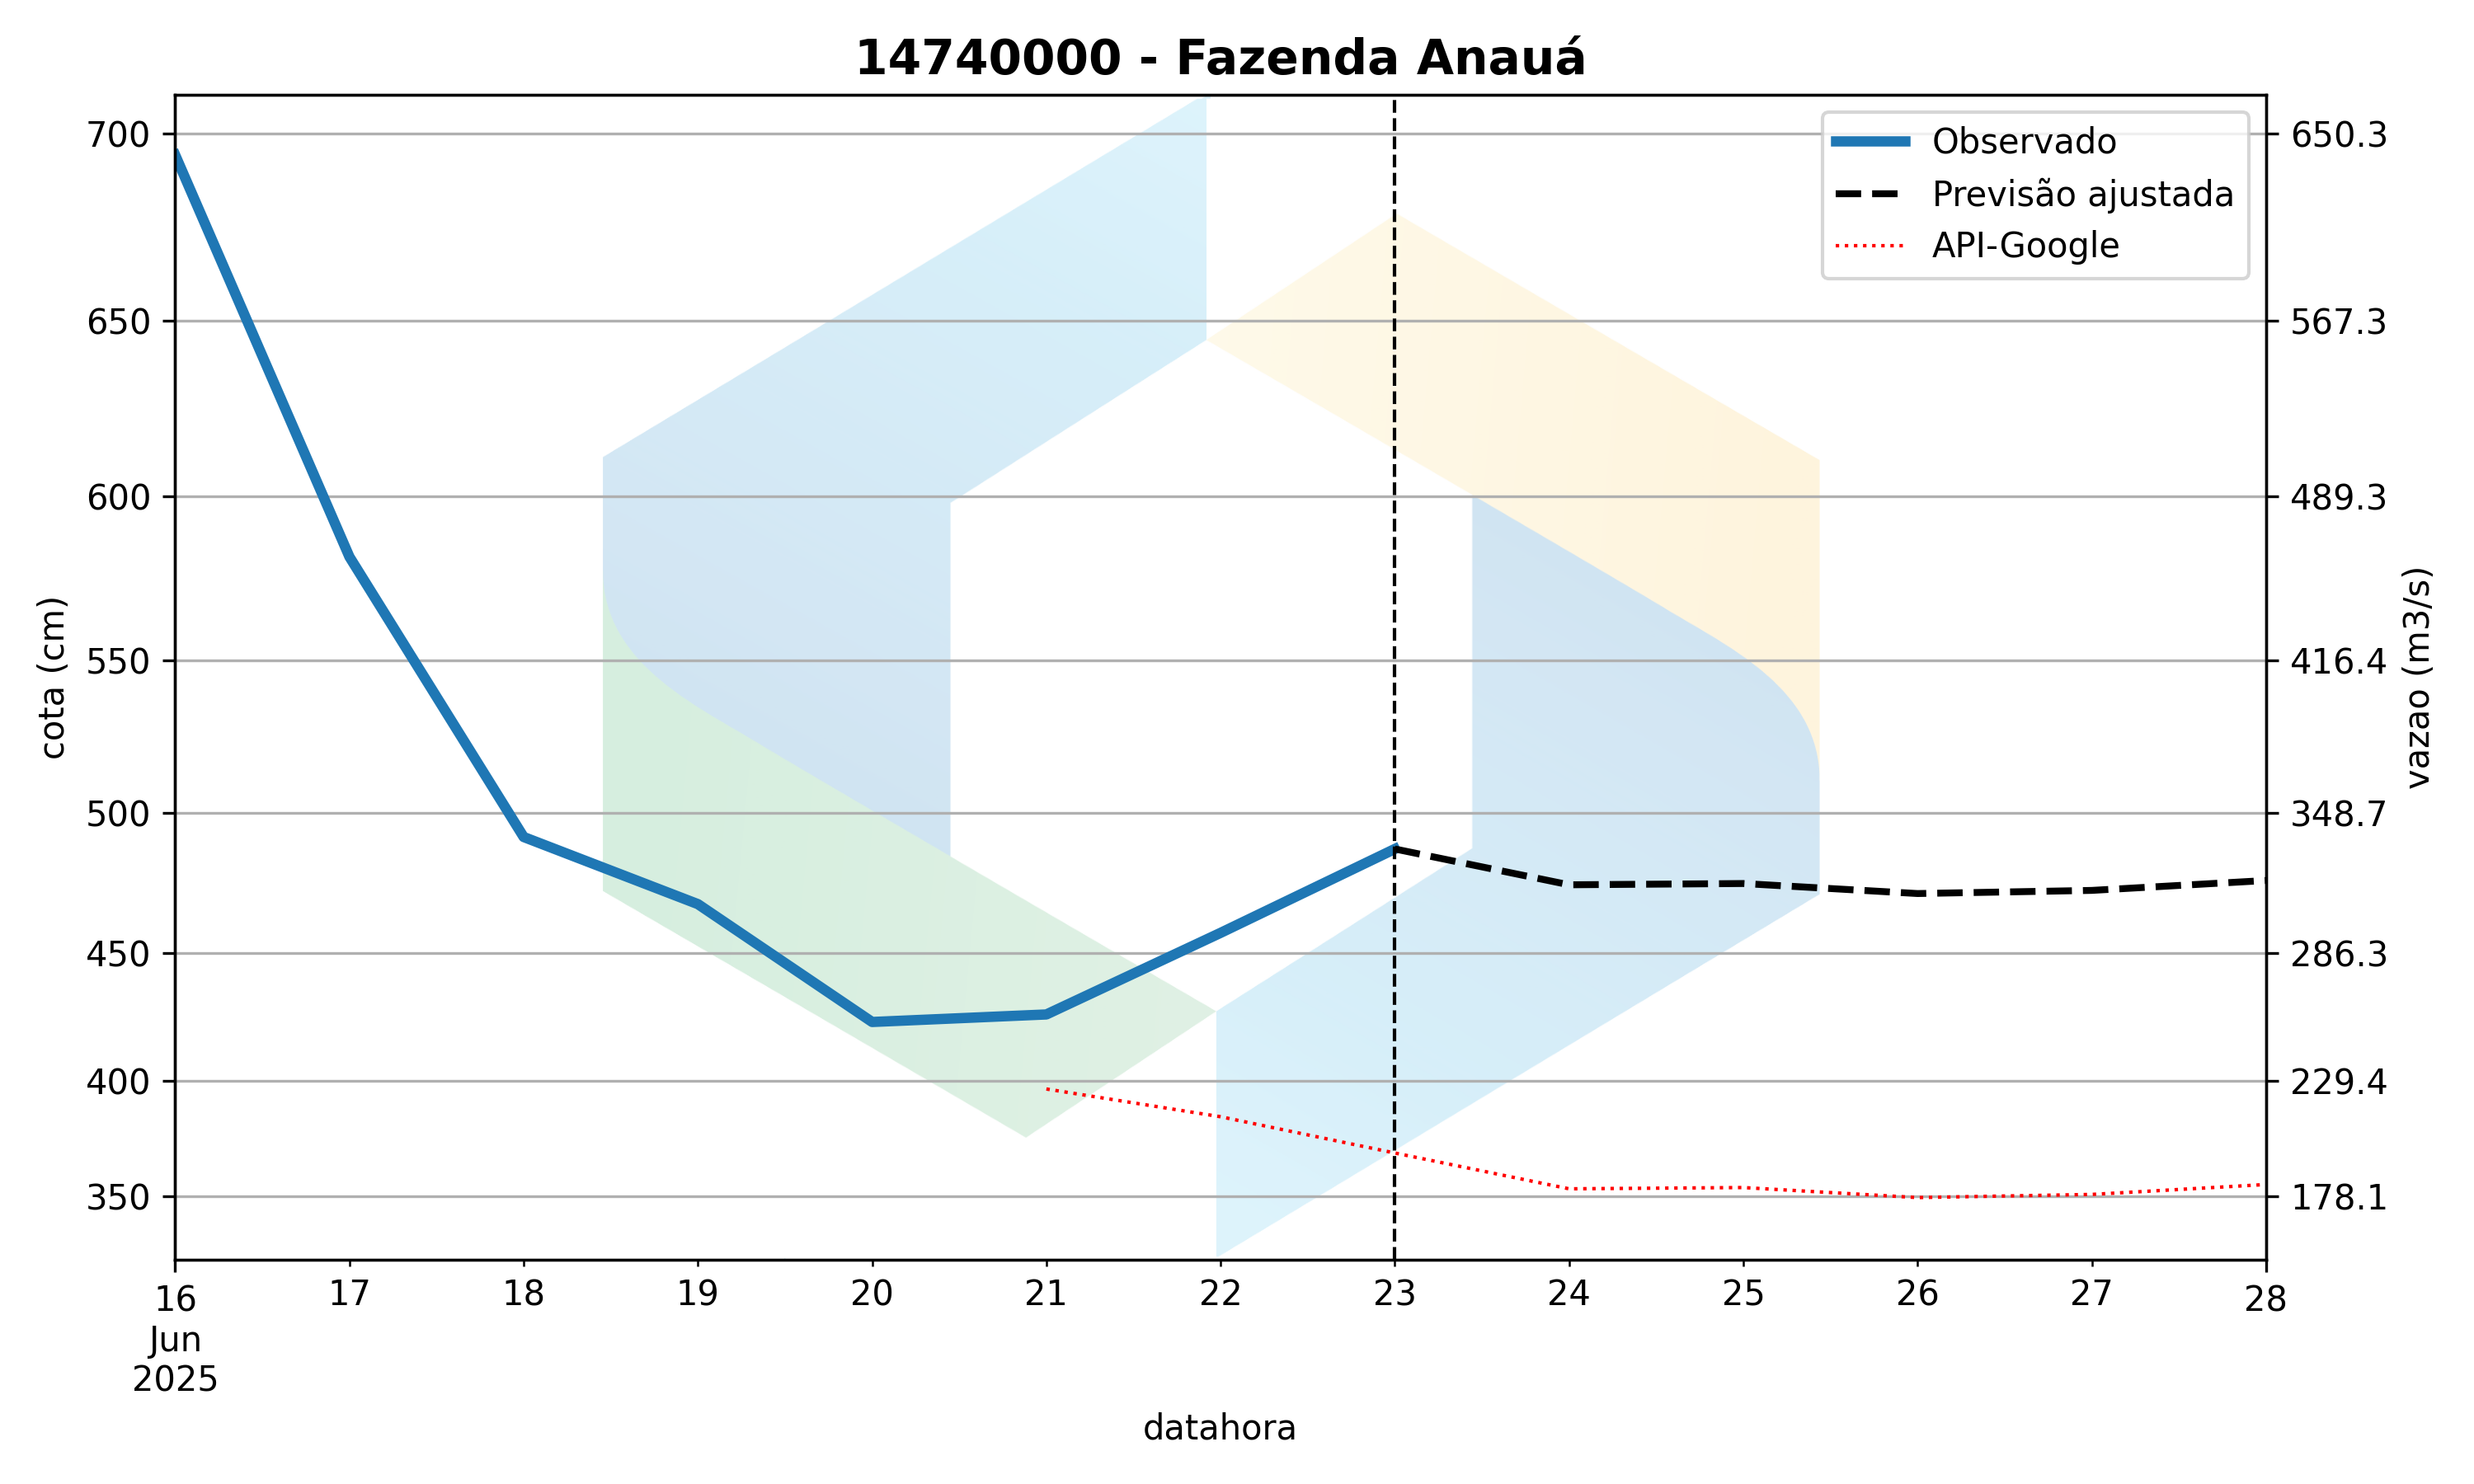 14740000 - Fazenda Anauá
Observado
Previsão ajustada
API-Google
cota (cm)
700
650
600
550
500
450
400
350
650.3
567.3
489.3
416.4
348.7
286.3
229.4
178.1
vazao (m3/s)
16 17 18 19 20 21 22 23 24 25 26 27 28
Jun
2025
datahora